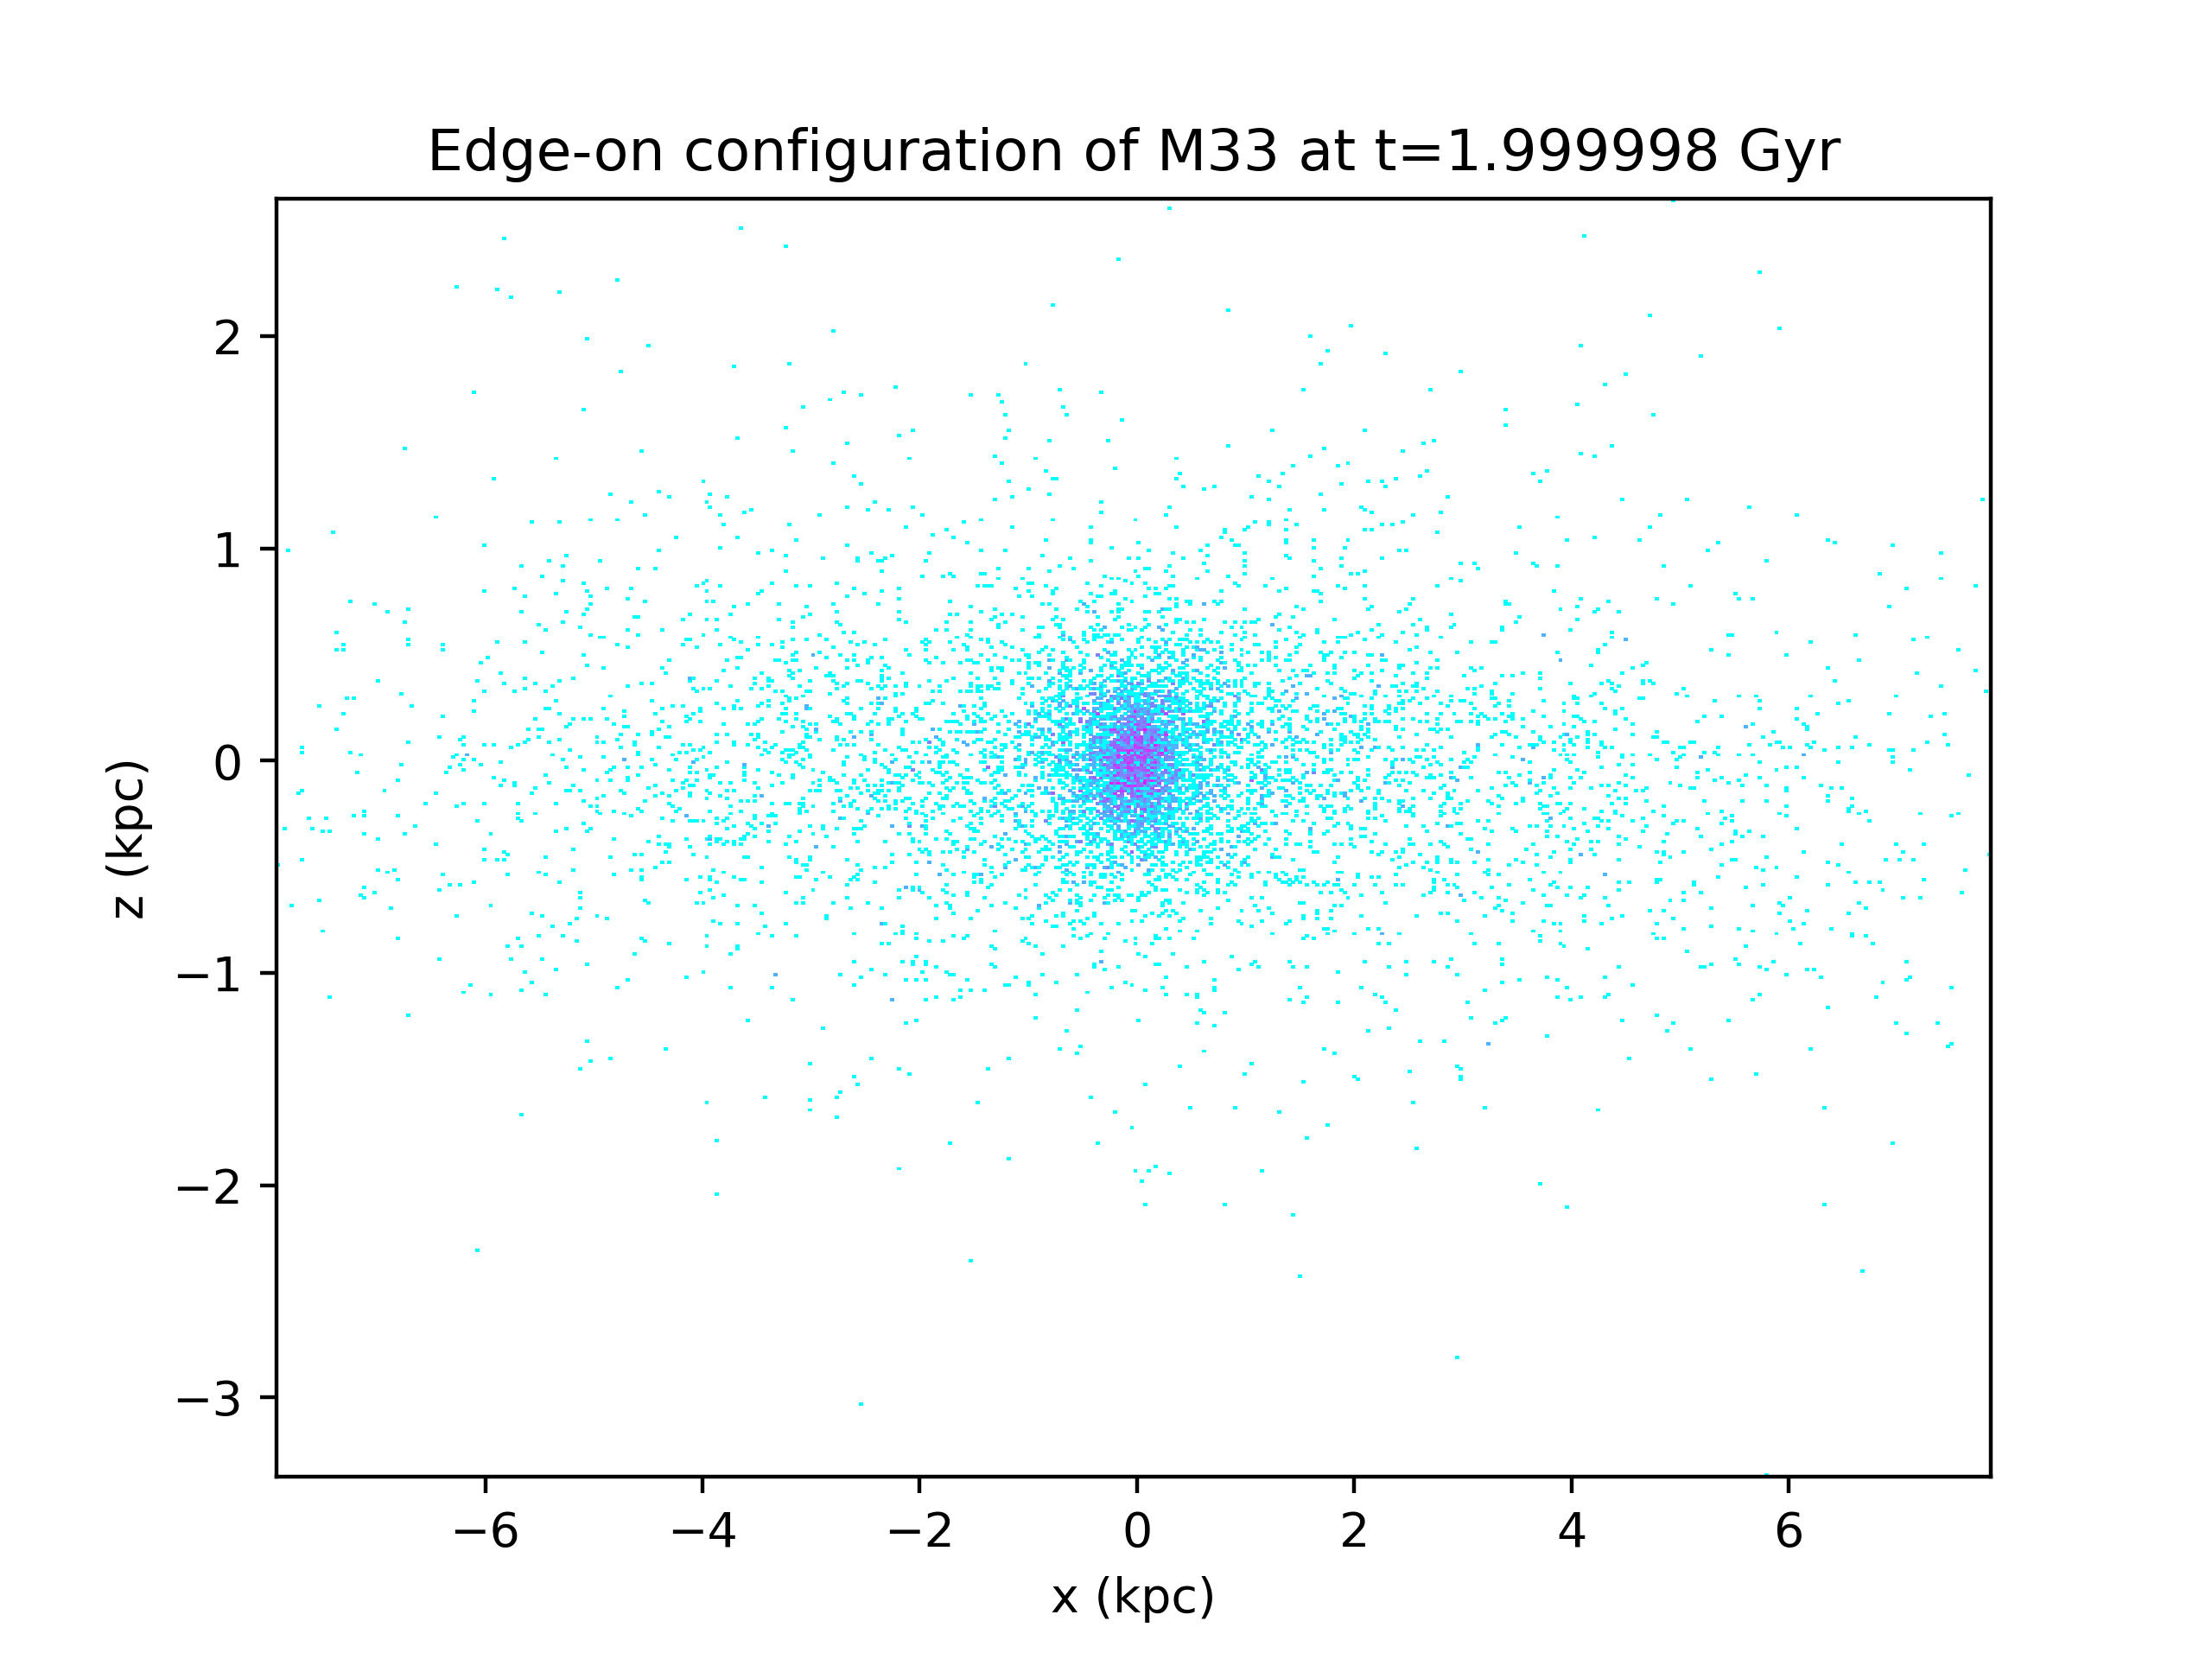 Edge-on configuration of M33 at t=1.999998 Gyr
2
1
0
−1
−2
−3
z (kpc)
−6 −4 −2 0 2 4 6
x (kpc)